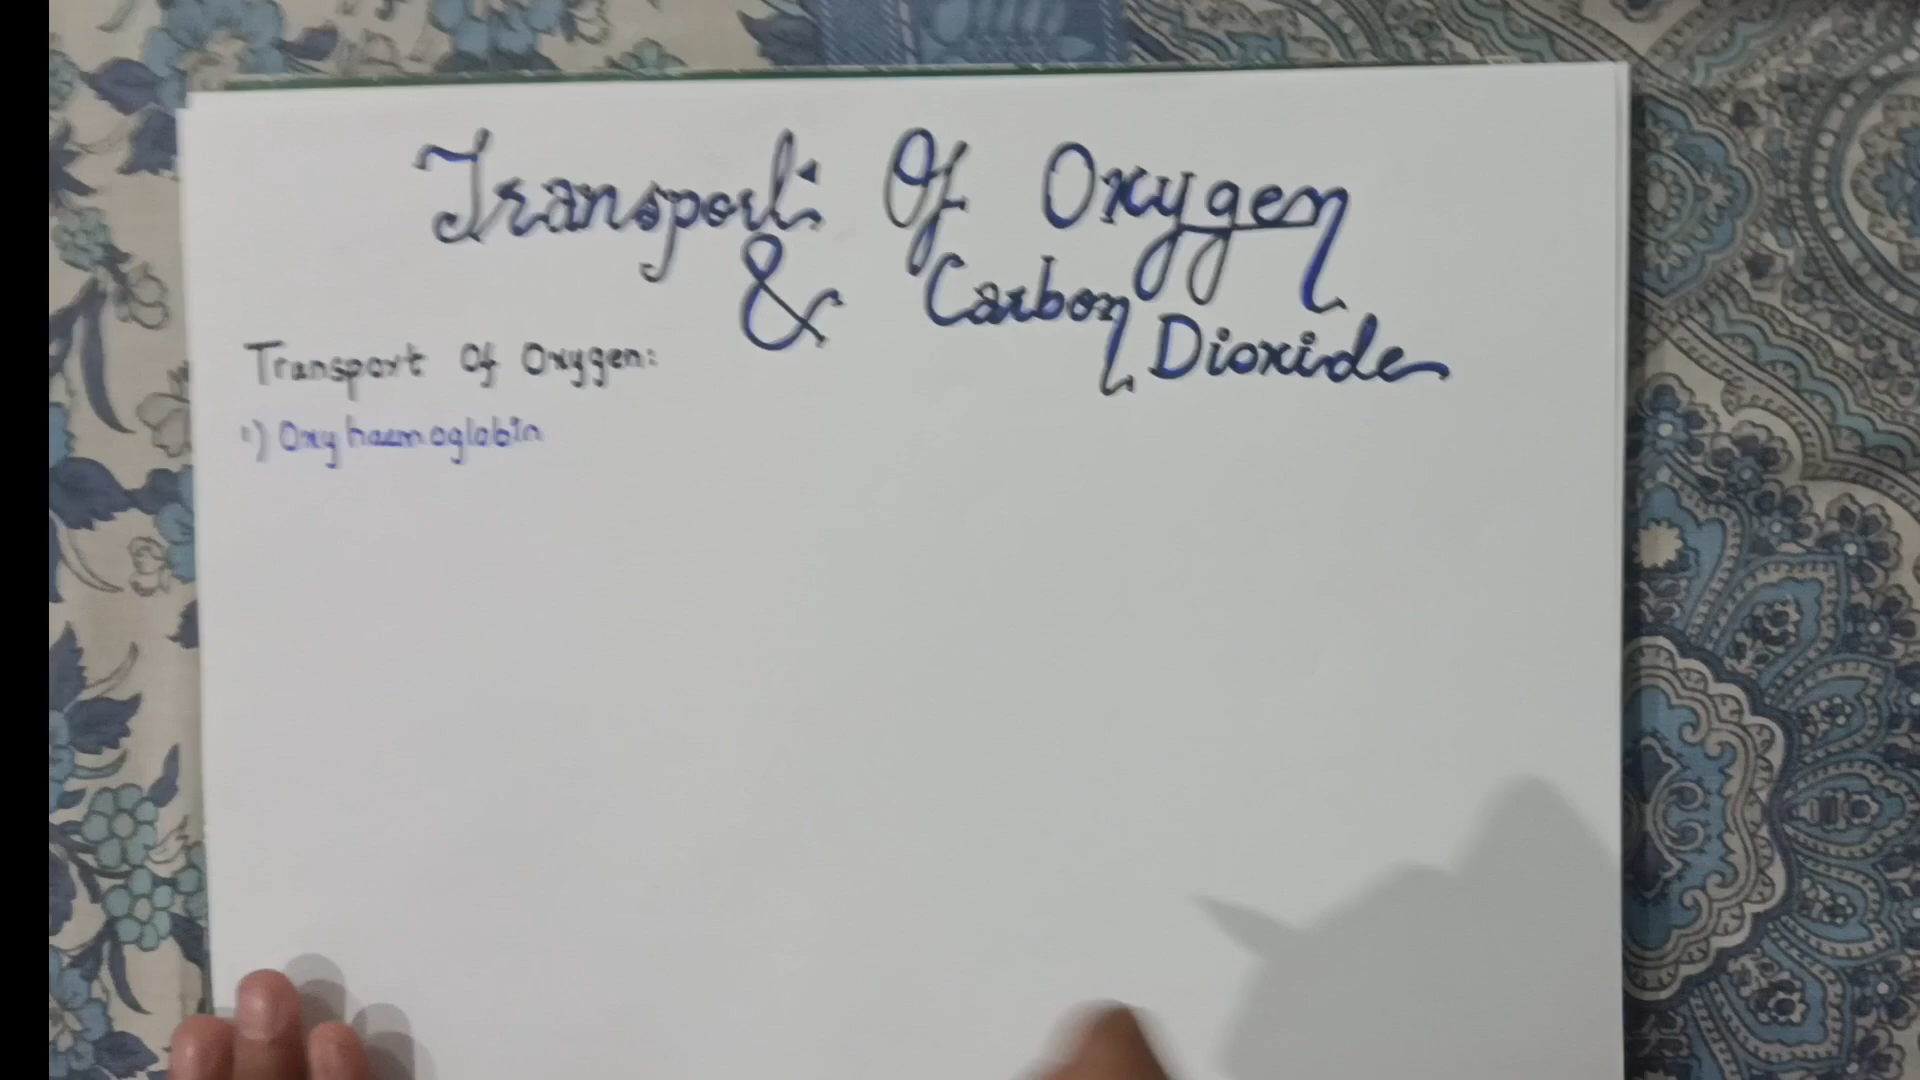 Transport Of Oxygen
& Carbon
Dioxide
Transport Of Oxygen:
1) Oxyhaemoglobin